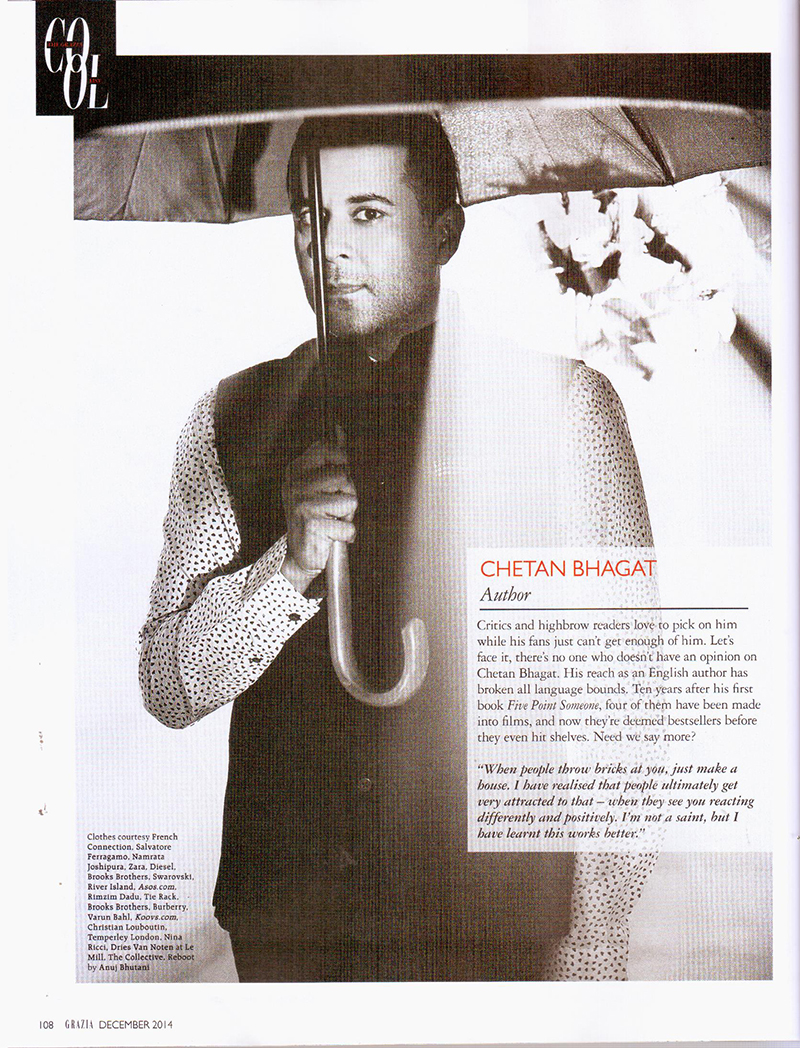 THE GRAZIA
COOL
LIST
CHETAN BHAGAT
Author
Critics and highbrow readers love to pick on him
while his fans just can't get enough of him. Let's
face it, there's no one who doesn't have an opinion on
Chetan Bhagat. His reach as an English author has
broken all language bounds. Ten years after his first
book Five Point Someone, four of them have been made
into films, and now they're deemed bestsellers before
they even hit shelves. Need we say more?
“When people throw bricks at you, just make a
house. I have realised that people ultimately get
very attracted to that – when they see you reacting
differently and positively. I'm not a saint, but I
have learnt this works better.”
Clothes courtesy French
Connection, Salvatore
Ferragamo, Namrata
Joshipura, Zara, Diesel,
Brooks Brothers, Swarovski,
River Island, Asos.com,
Rimzim Dadu, Tie Rack,
Brooks Brothers, Burberry,
Varun Bahl, Koovs.com,
Christian Louboutin,
Temperley London, Nina
Ricci, Dries Van Noten at Le
Mill, The Collective, Reboot
by Anuj Bhutani
108 GRAZIA DECEMBER 2014